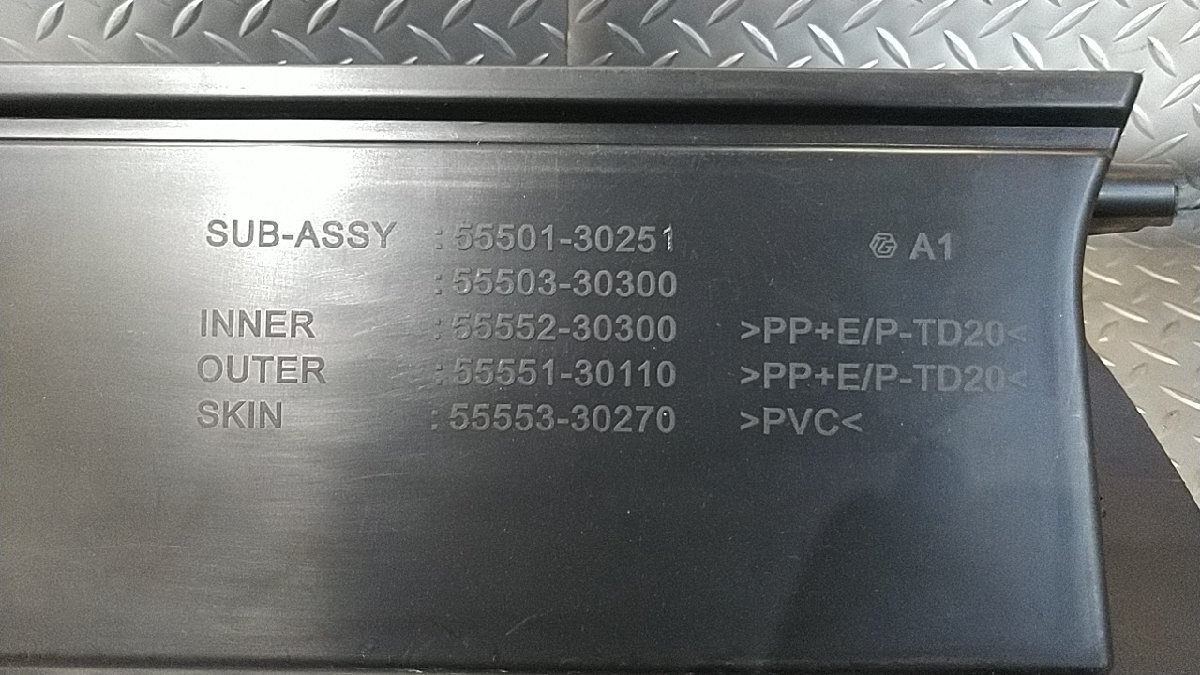 SUB-ASSY : 55501-30251 TG A1
: 55503-30300
INNER : 55552-30300 >PP+E/P-TD20<
OUTER : 55551-30110 >PP+E/P-TD20<
SKIN : 55553-30270 >PVC<